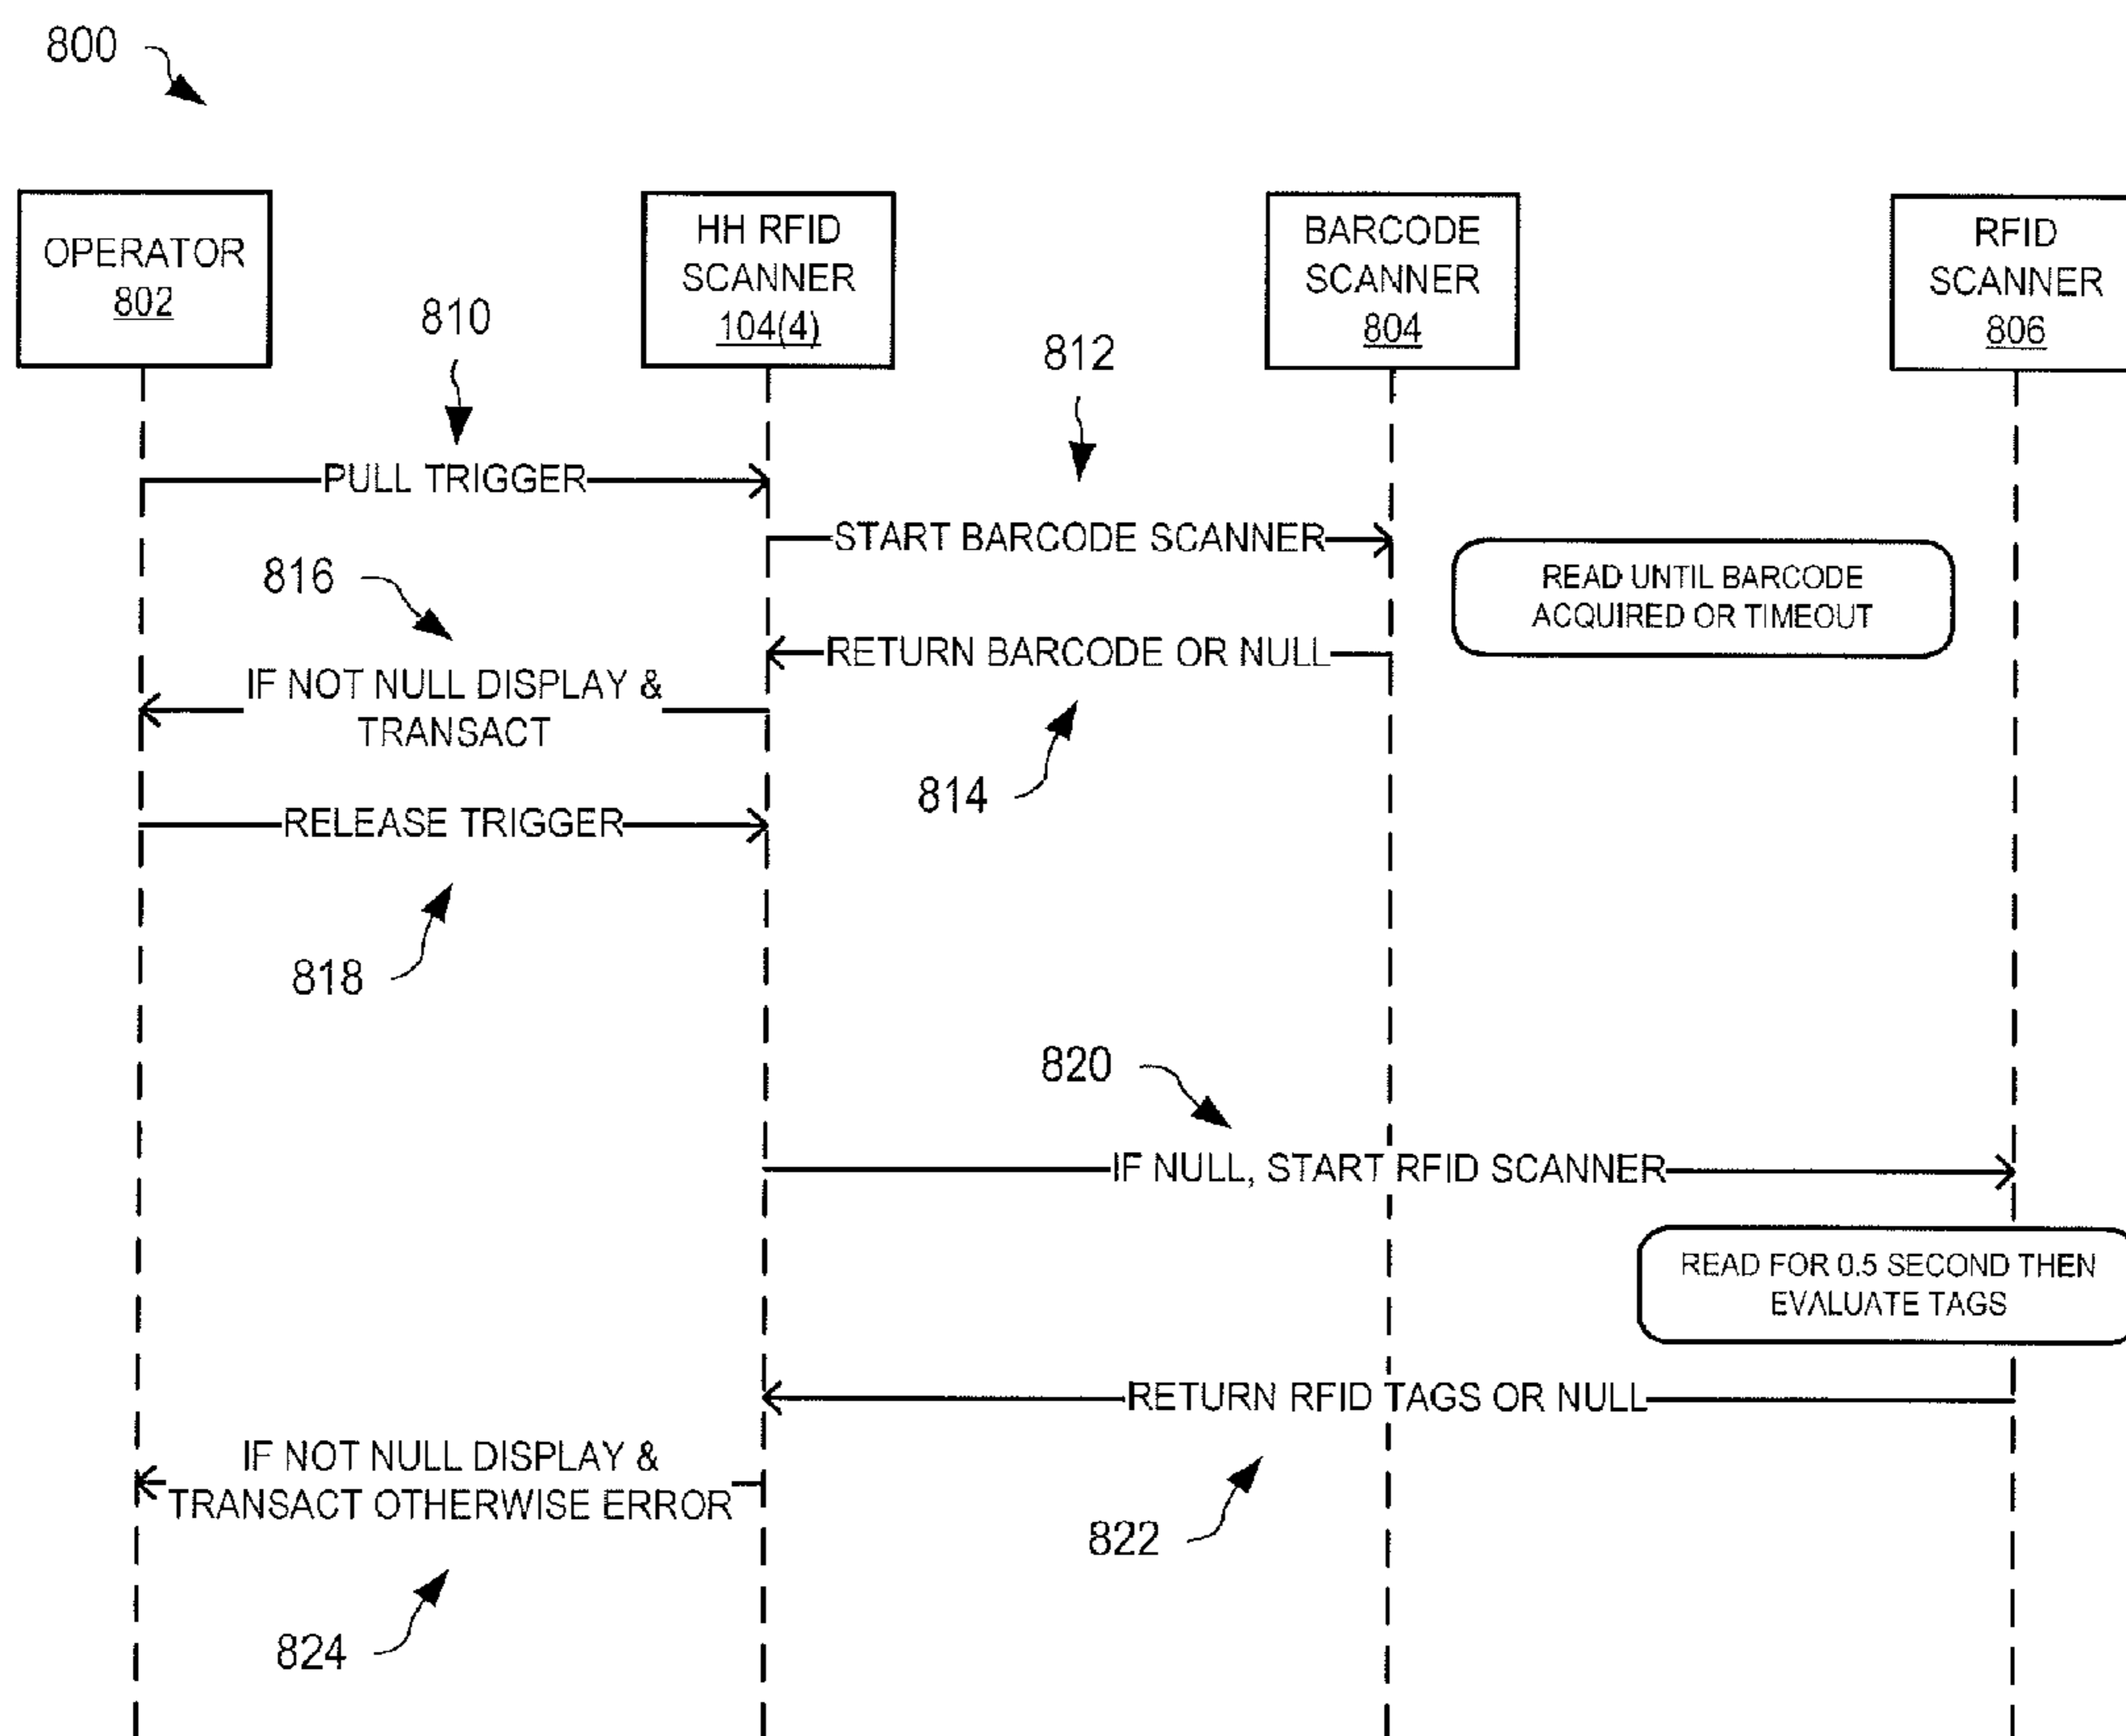 800
OPERATOR
802
HH RFID
SCANNER
104(4)
BARCODE
SCANNER
804
RFID
SCANNER
806
810
812
PULL TRIGGER
START BARCODE SCANNER
READ UNTIL BARCODE
ACQUIRED OR TIMEOUT
816
RETURN BARCODE OR NULL
IF NOT NULL DISPLAY &
TRANSACT
814
RELEASE TRIGGER
818
820
IF NULL, START RFID SCANNER
READ FOR 0.5 SECOND THEN
EVALUATE TAGS
RETURN RFID TAGS OR NULL
IF NOT NULL DISPLAY &
TRANSACT OTHERWISE ERROR
822
824